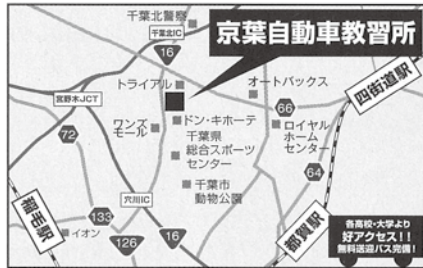 千葉北警察
千葉北IC
16
京葉自動車教習所
トライアル
オートバックス
四街道駅
宮野木JCT
66
ワンズ
モール
ドン・キホーテ
ロイヤル
ホーム
センター
72
千葉県
総合スポーツ
センター
64
千葉市
動物公園
穴川IC
稲毛駅
133
イオン
126
16
都賀駅
各高校・大学より
好アクセス!!
無料送迎バス完備!